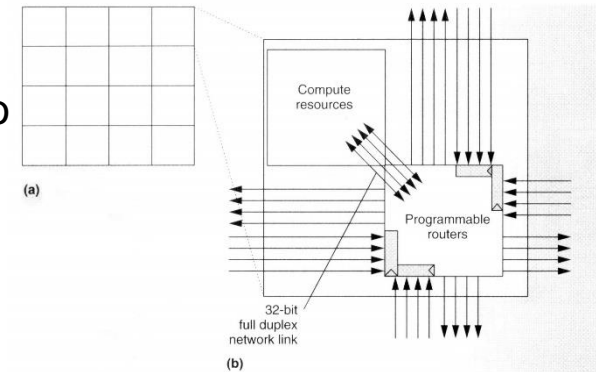 (a)
Compute
resources
Programmable
routers
32-bit
full duplex
network link
(b)